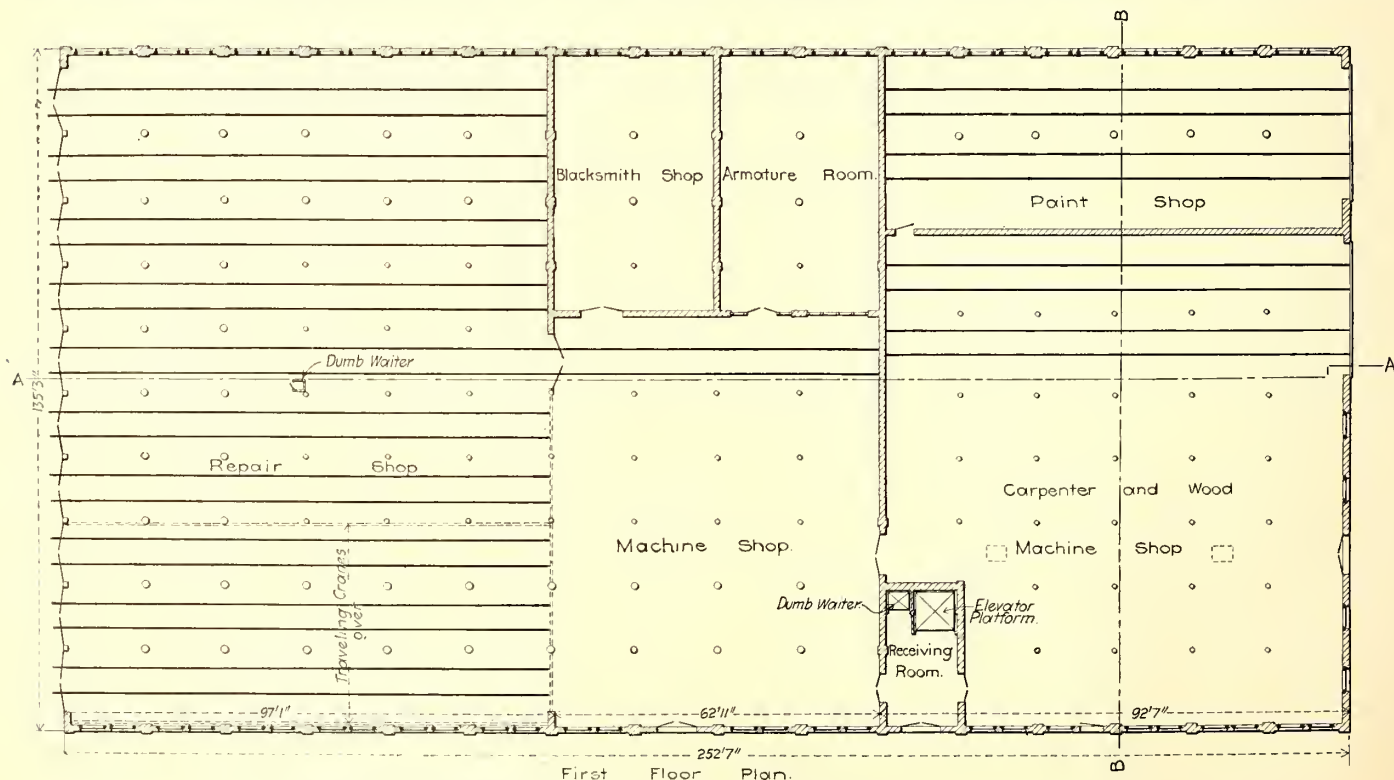 B
Blacksmith Shop
Armature Room.
Paint Shop
Dumb Waiter
A
A
135'3"
Repair Shop
Carpenter and Wood
Machine Shop
Machine Shop.
Traveling Cranes
over
Dumb Waiter
Elevator
Platform.
Receiving
Room.
97'1"
62'11"
92'7"
252'7"
B
First Floor Plan.